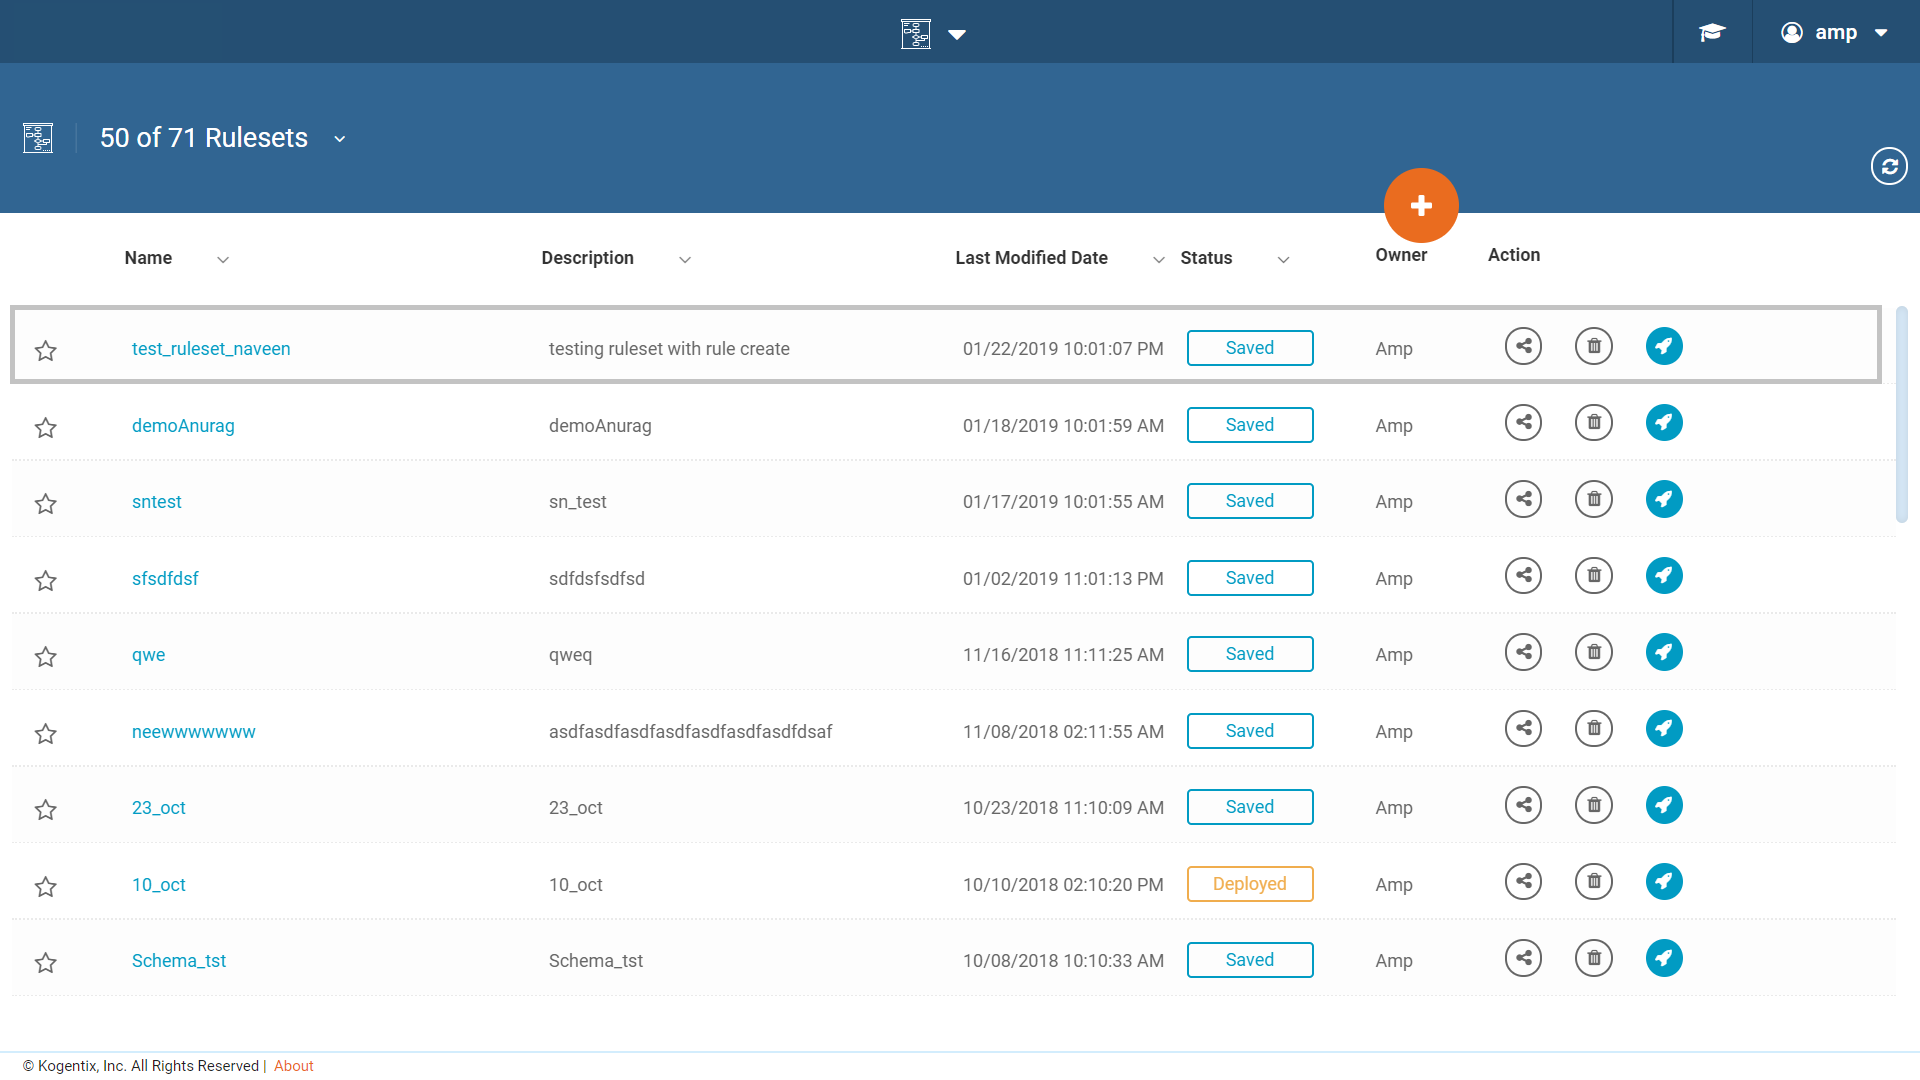 amp
50 of 71 Rulesets
Name Description Last Modified Date Status Owner Action
test_ruleset_naveen testing ruleset with rule create 01/22/2019 10:01:07 PM Saved Amp
demoAnurag demoAnurag 01/18/2019 10:01:59 AM Saved Amp
sntest sn_test 01/17/2019 10:01:55 AM Saved Amp
sfsdfdsf sdfdsfsdfsd 01/02/2019 11:01:13 PM Saved Amp
qwe qweq 11/16/2018 11:11:25 AM Saved Amp
neewwwwwww asdfasdfasdfasdfasdfasdfasdfdsaf 11/08/2018 02:11:55 AM Saved Amp
23_oct 23_oct 10/23/2018 11:10:09 AM Saved Amp
10_oct 10_oct 10/10/2018 02:10:20 PM Deployed Amp
Schema_tst Schema_tst 10/08/2018 10:10:33 AM Saved Amp
© Kogentix, Inc. All Rights Reserved | About